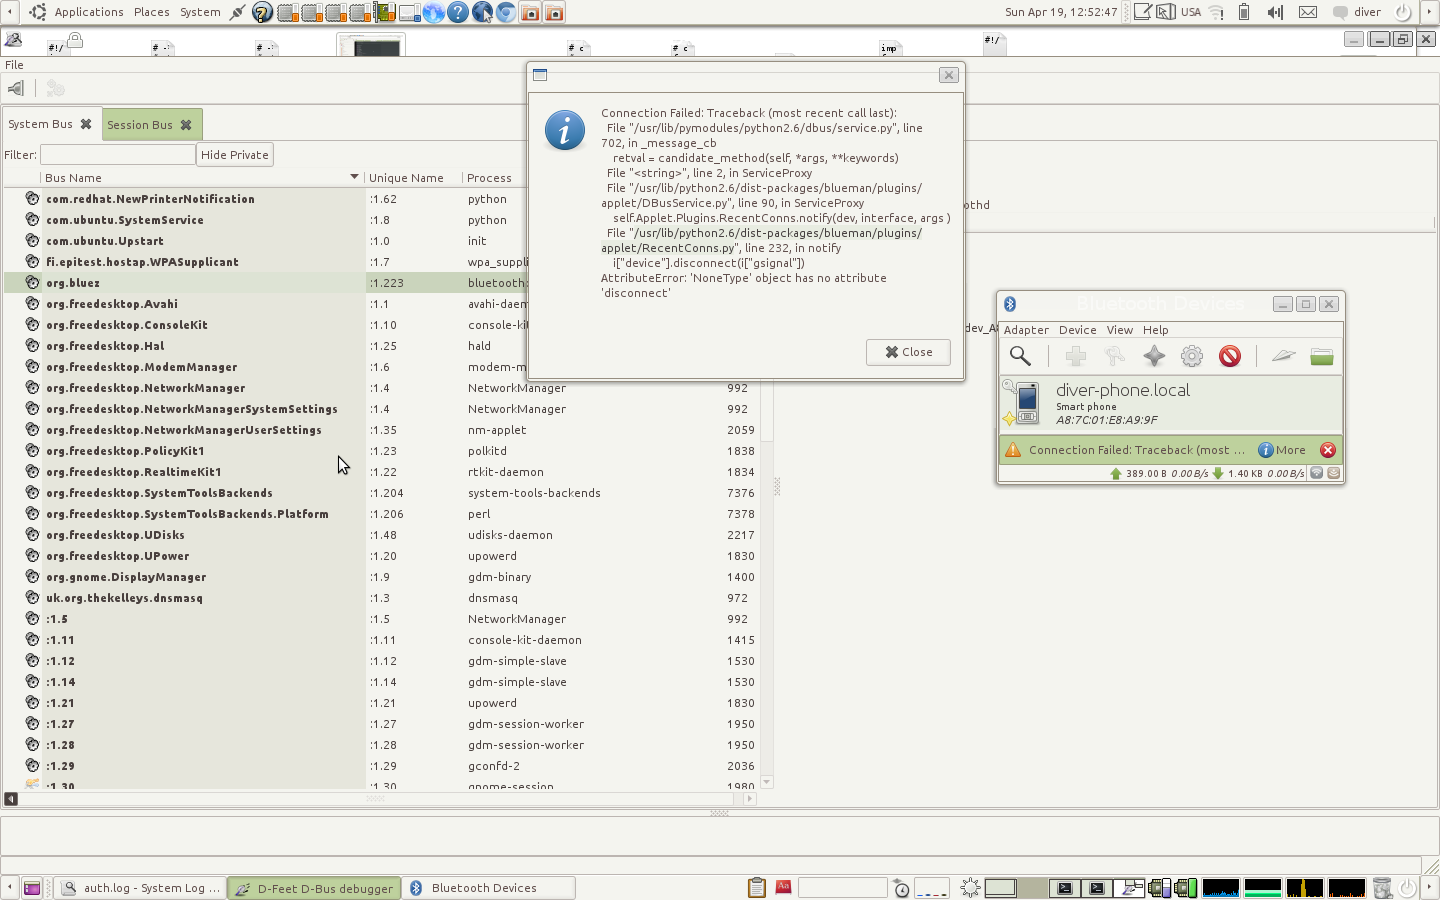 Applications Places System
Sun Apr 19, 12:52:47
USA
diver
#!/
# -:
# -:
# c
# c
imp
#!/
File
System Bus
Session Bus
Filter:
Hide Private
Bus Name Unique Name Process
com.redhat.NewPrinterNotification :1.62 python
com.ubuntu.SystemService :1.8 python
com.ubuntu.Upstart :1.0 init
fi.epitest.hostap.WPASupplicant :1.7 wpa_suppli
org.bluez :1.223 bluetooth
org.freedesktop.Avahi :1.1 avahi-daem
org.freedesktop.ConsoleKit :1.10 console-ki
org.freedesktop.Hal :1.25 hald
org.freedesktop.ModemManager :1.6 modem-m
org.freedesktop.NetworkManager :1.4 NetworkManager 992
org.freedesktop.NetworkManagerSystemSettings :1.4 NetworkManager 992
org.freedesktop.NetworkManagerUserSettings :1.35 nm-applet 2059
org.freedesktop.PolicyKit1 :1.23 polkitd 1838
org.freedesktop.RealtimeKit1 :1.22 rtkit-daemon 1834
org.freedesktop.SystemToolsBackends :1.204 system-tools-backends 7376
org.freedesktop.SystemToolsBackends.Platform :1.206 perl 7378
org.freedesktop.UDisks :1.48 udisks-daemon 2217
org.freedesktop.UPower :1.20 upowerd 1830
org.gnome.DisplayManager :1.9 gdm-binary 1400
uk.org.thekelleys.dnsmasq :1.3 dnsmasq 972
:1.5 :1.5 NetworkManager 992
:1.11 :1.11 console-kit-daemon 1415
:1.12 :1.12 gdm-simple-slave 1530
:1.14 :1.14 gdm-simple-slave 1530
:1.21 :1.21 upowerd 1830
:1.27 :1.27 gdm-session-worker 1950
:1.28 :1.28 gdm-session-worker 1950
:1.29 :1.29 gconfd-2 2036
:1.30 :1.30 gnome-session 1980
Connection Failed: Traceback (most recent call last):
File "/usr/lib/pymodules/python2.6/dbus/service.py", line
702, in _message_cb
retval = candidate_method(self, *args, **keywords)
File "<string>", line 2, in ServiceProxy
File "/usr/lib/python2.6/dist-packages/blueman/plugins/
applet/DBusService.py", line 90, in ServiceProxy
self.Applet.Plugins.RecentConns.notify(dev, interface, args )
File "/usr/lib/python2.6/dist-packages/blueman/plugins/
applet/RecentConns.py", line 232, in notify
i["device"].disconnect(i["gsignal"])
AttributeError: 'NoneType' object has no attribute
'disconnect'
Close
othd
dev_A8
Bluetooth Devices
Adapter Device View Help
diver-phone.local
Smart phone
A8:7C:01:E8:A9:9F
Connection Failed: Traceback (most ...
More
389.00 B 0.00 B/s 1.40 KB 0.00 B/s
auth.log - System Log ...
D-Feet D-Bus debugger
Bluetooth Devices